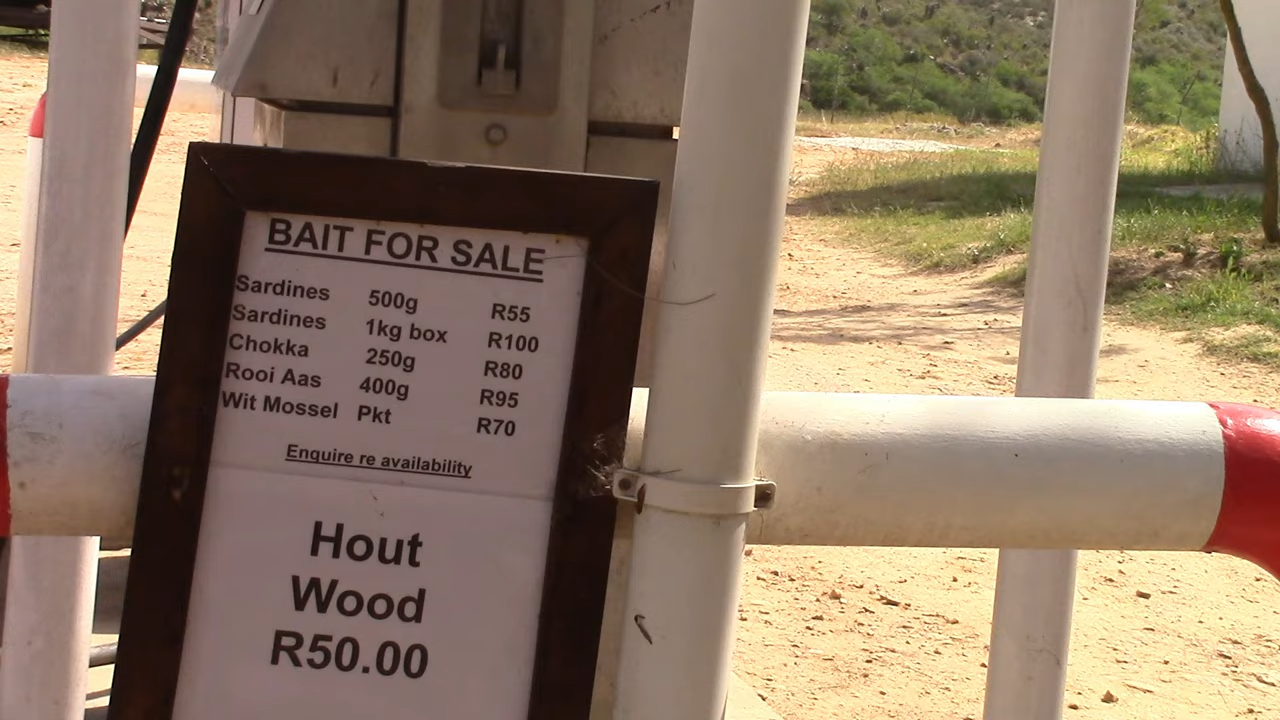 BAIT FOR SALE
Sardines 500g R55
Sardines 1kg box R100
Chokka 250g R80
Rooi Aas 400g R95
Wit Mossel Pkt R70
Enquire re availability
Hout
Wood
R50.00